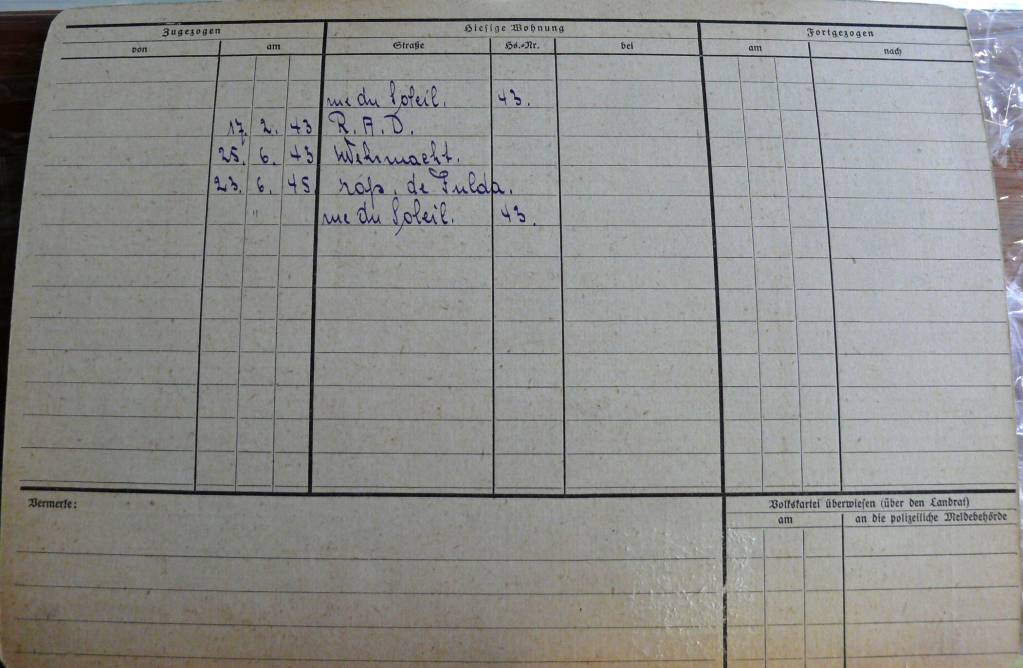 Zugezogen Hiesige Wohnung Fortgezogen
von am Straße Hs.-Nr. bei am nach
rue du Soleil. 43.
17. 2. 43 R.A.D.
25. 6. 43 Wehrmacht.
23. 6. 45 rap. de Fulda.
" rue du Soleil. 43.
Vermerke: Volkskartei überwiesen (über den Landrat)
am an die polizeiliche Meldebehörde